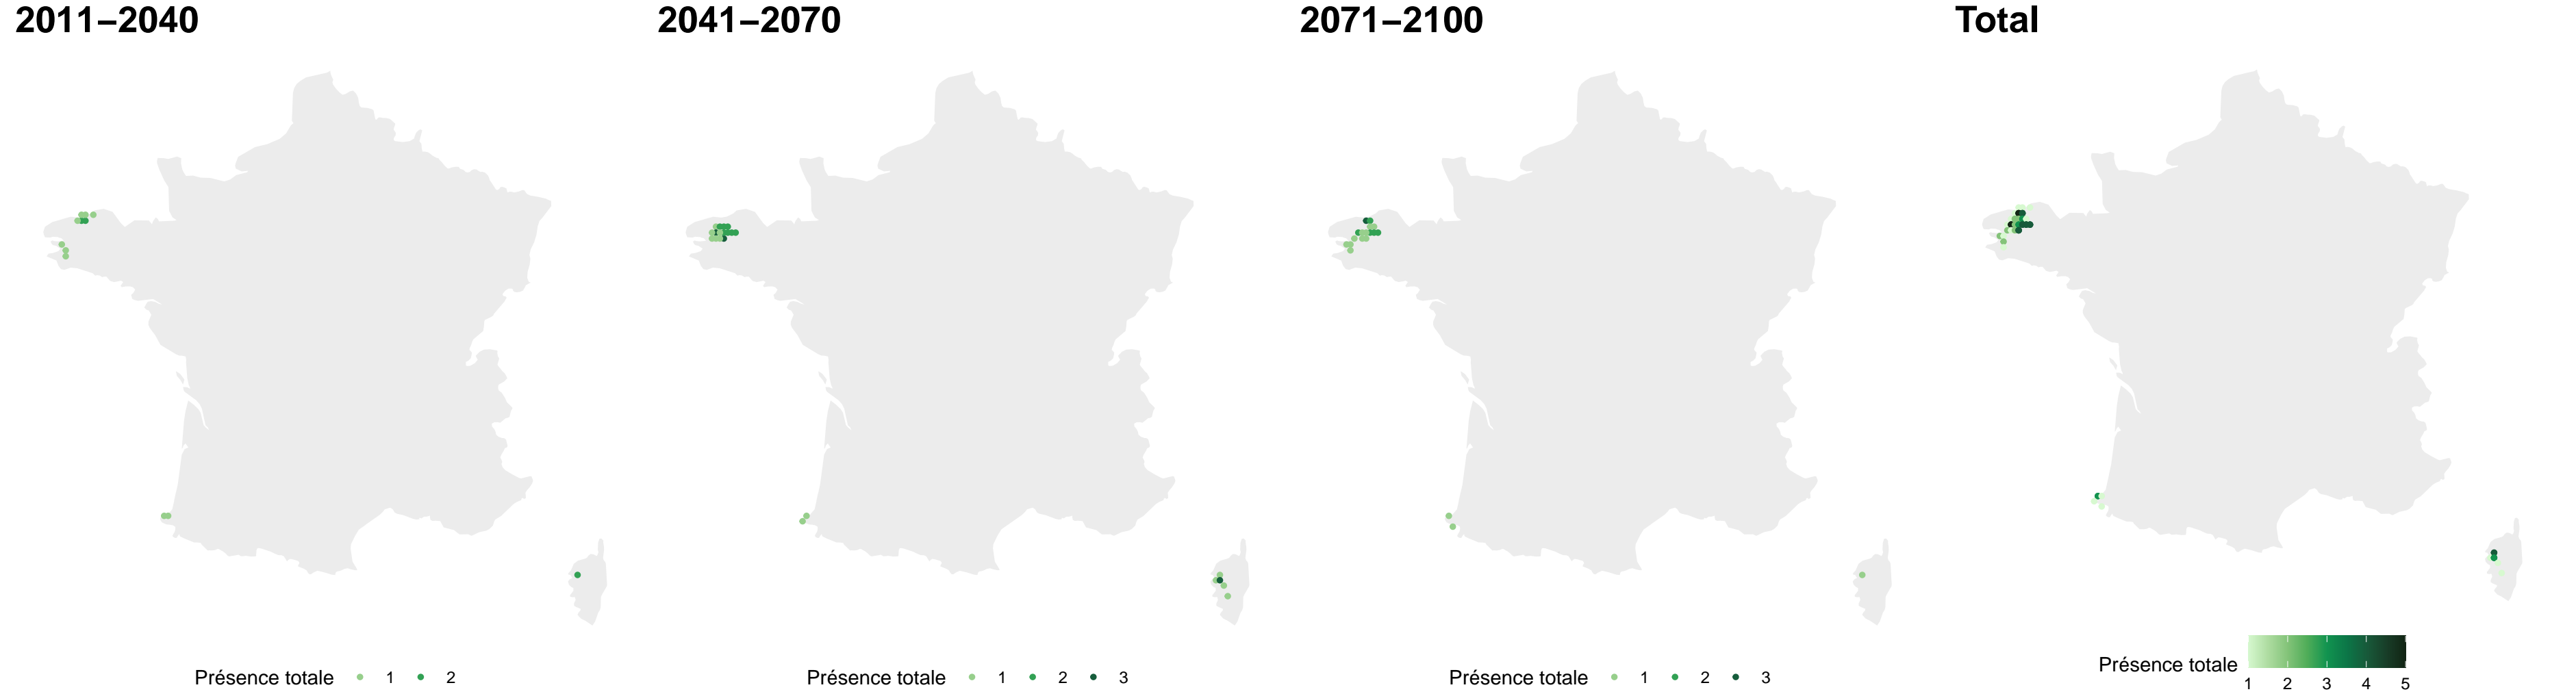 2011–2040
2041–2070
2071–2100
Total
Présence totale 1 2
Présence totale 1 2 3
Présence totale 1 2 3
Présence totale
1 2 3 4 5